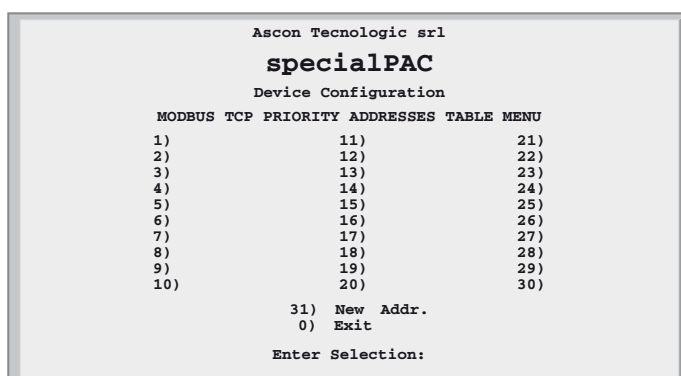 Ascon Tecnologic srl
specialPAC
Device Configuration
MODBUS TCP PRIORITY ADDRESSES TABLE MENU
1) 11) 21)
2) 12) 22)
3) 13) 23)
4) 14) 24)
5) 15) 25)
6) 16) 26)
7) 17) 27)
8) 18) 28)
9) 19) 29)
10) 20) 30)
31) New Addr.
0) Exit
Enter Selection: